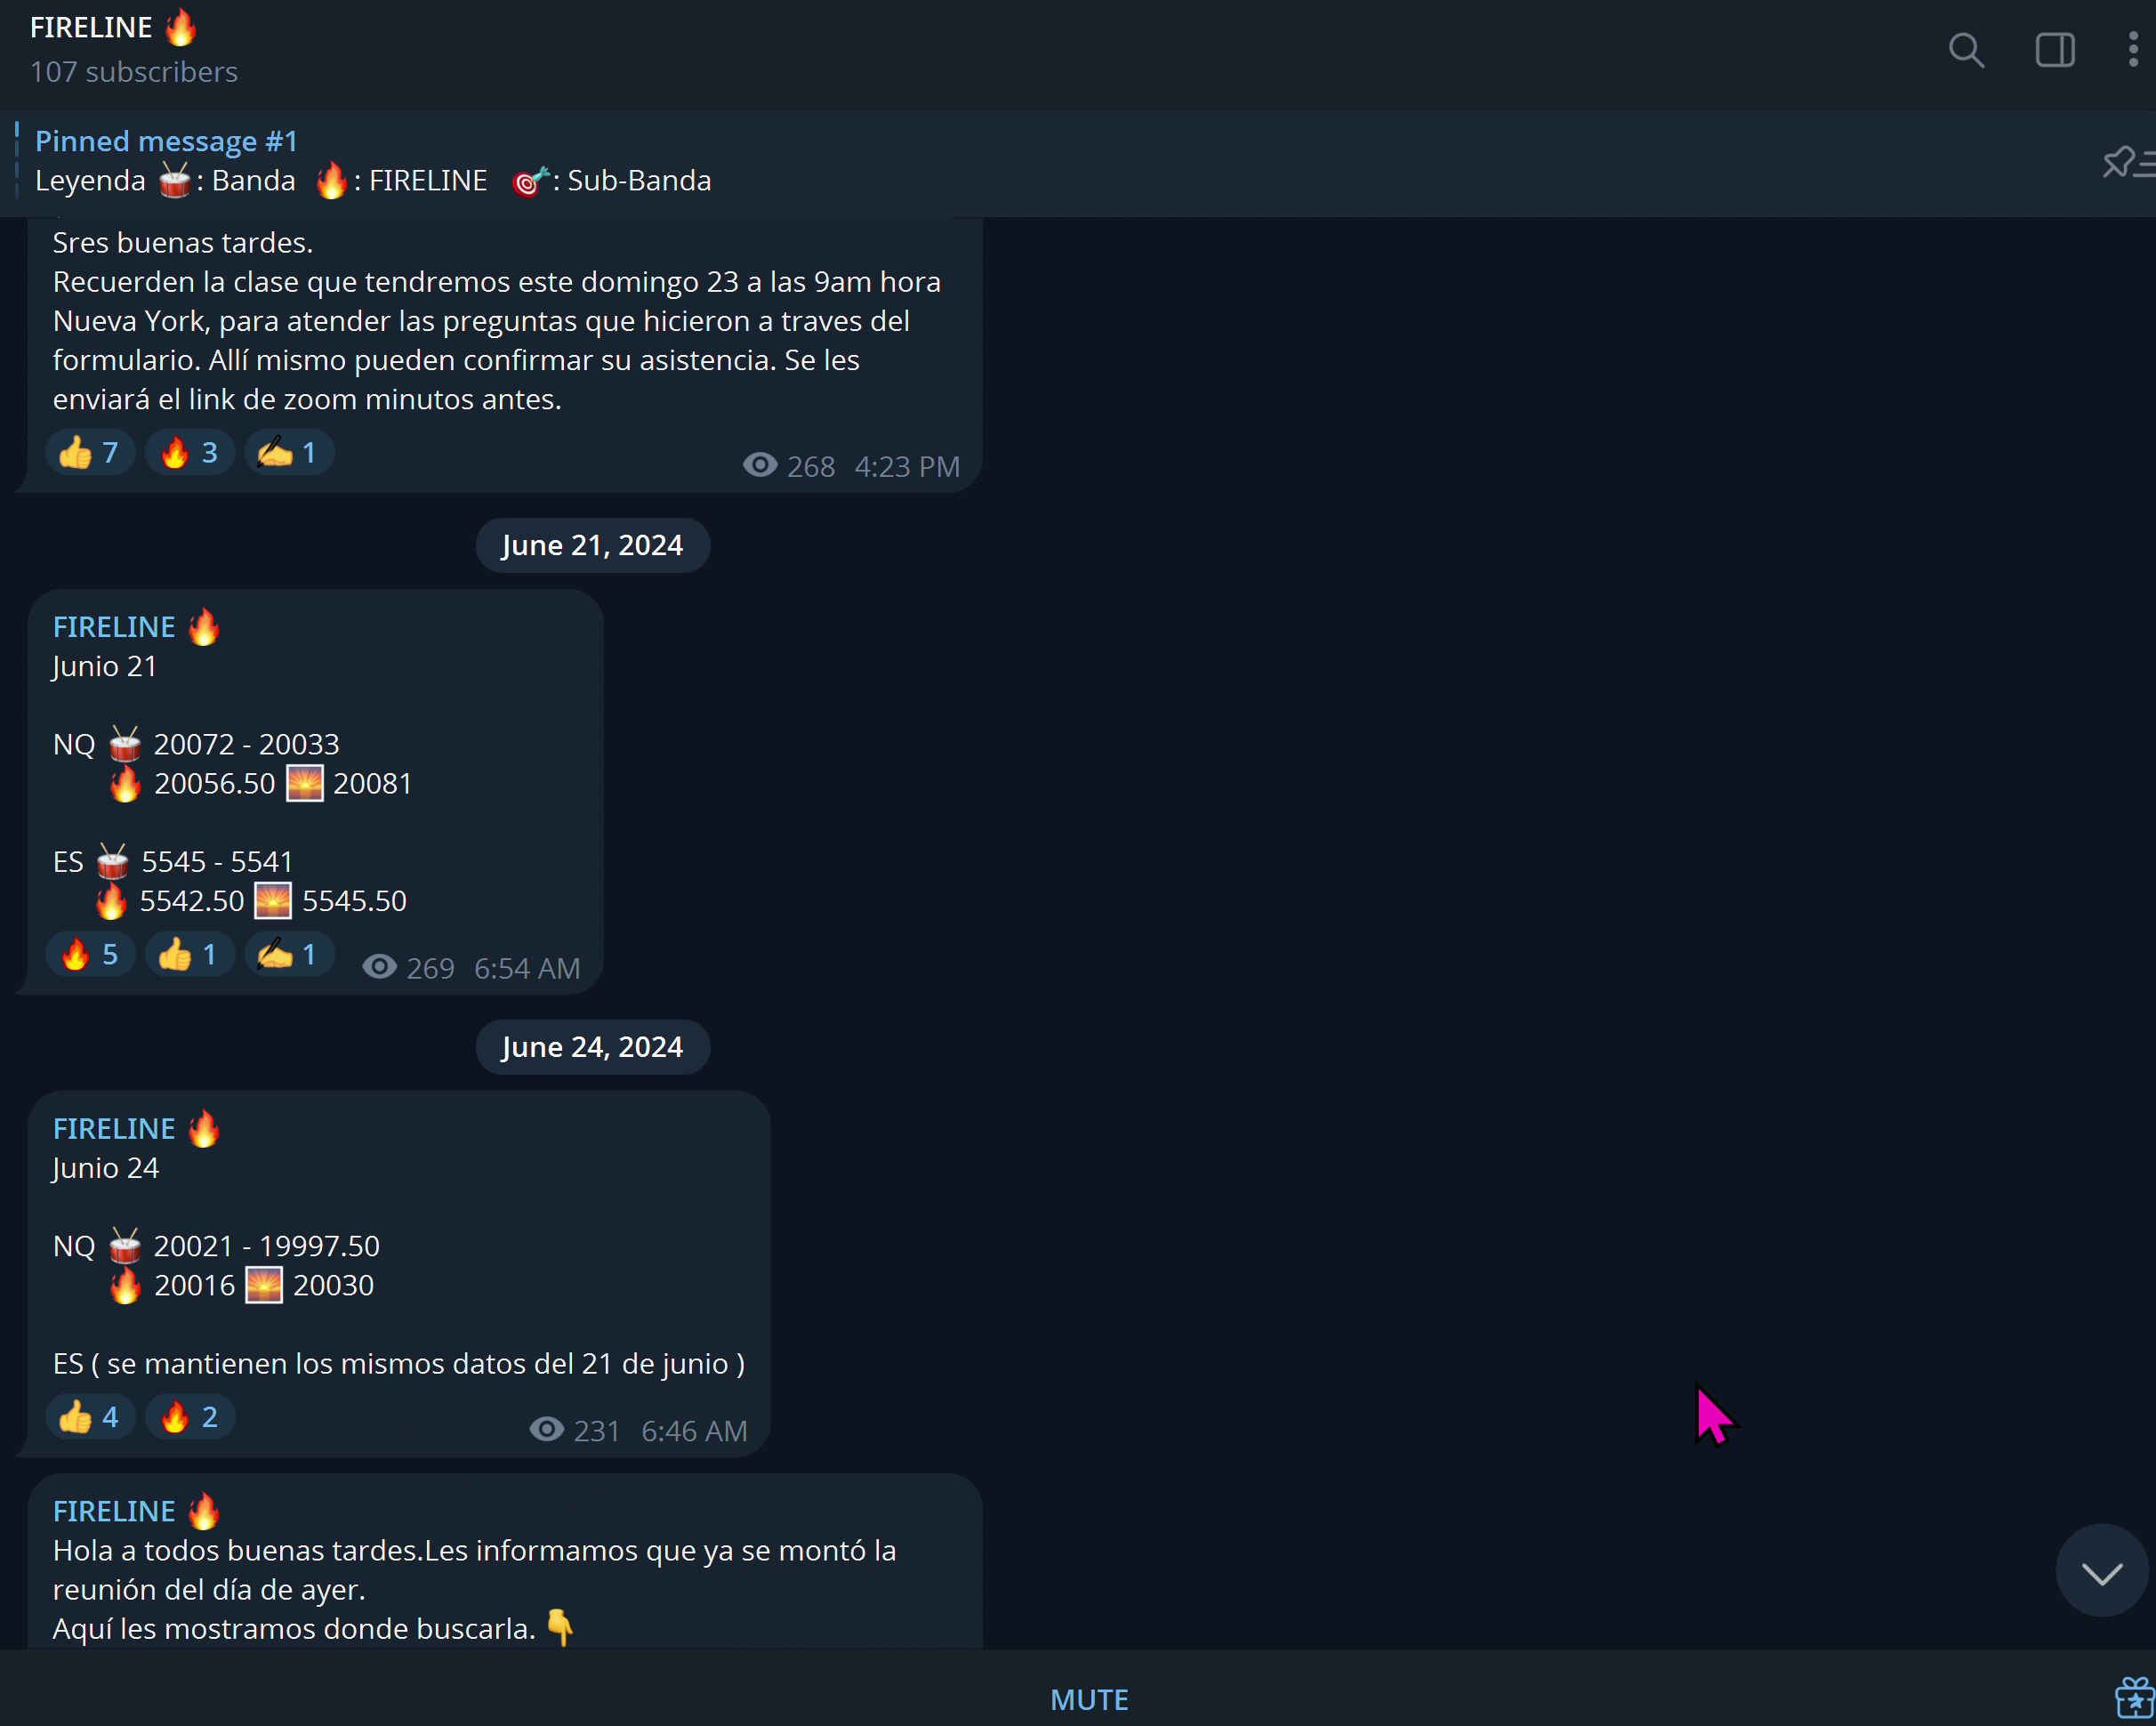 FIRELINE 🔥
107 subscribers
Pinned message #1
Leyenda 🥁: Banda 🔥: FIRELINE 🎯: Sub-Banda
Sres buenas tardes.
Recuerden la clase que tendremos este domingo 23 a las 9am hora
Nueva York, para atender las preguntas que hicieron a traves del
formulario. Allí mismo pueden confirmar su asistencia. Se les
enviará el link de zoom minutos antes.
👍 7 🔥 3 ✍ 1 268 4:23 PM
June 21, 2024
FIRELINE 🔥
Junio 21
NQ 🥁 20072 - 20033
🔥 20056.50 🌅 20081
ES 🥁 5545 - 5541
🔥 5542.50 🌅 5545.50
🔥 5 👍 1 ✍ 1 269 6:54 AM
June 24, 2024
FIRELINE 🔥
Junio 24
NQ 🥁 20021 - 19997.50
🔥 20016 🌅 20030
ES ( se mantienen los mismos datos del 21 de junio )
👍 4 🔥 2 231 6:46 AM
FIRELINE 🔥
Hola a todos buenas tardes.Les informamos que ya se montó la
reunión del día de ayer.
Aquí les mostramos donde buscarla. 👇
MUTE